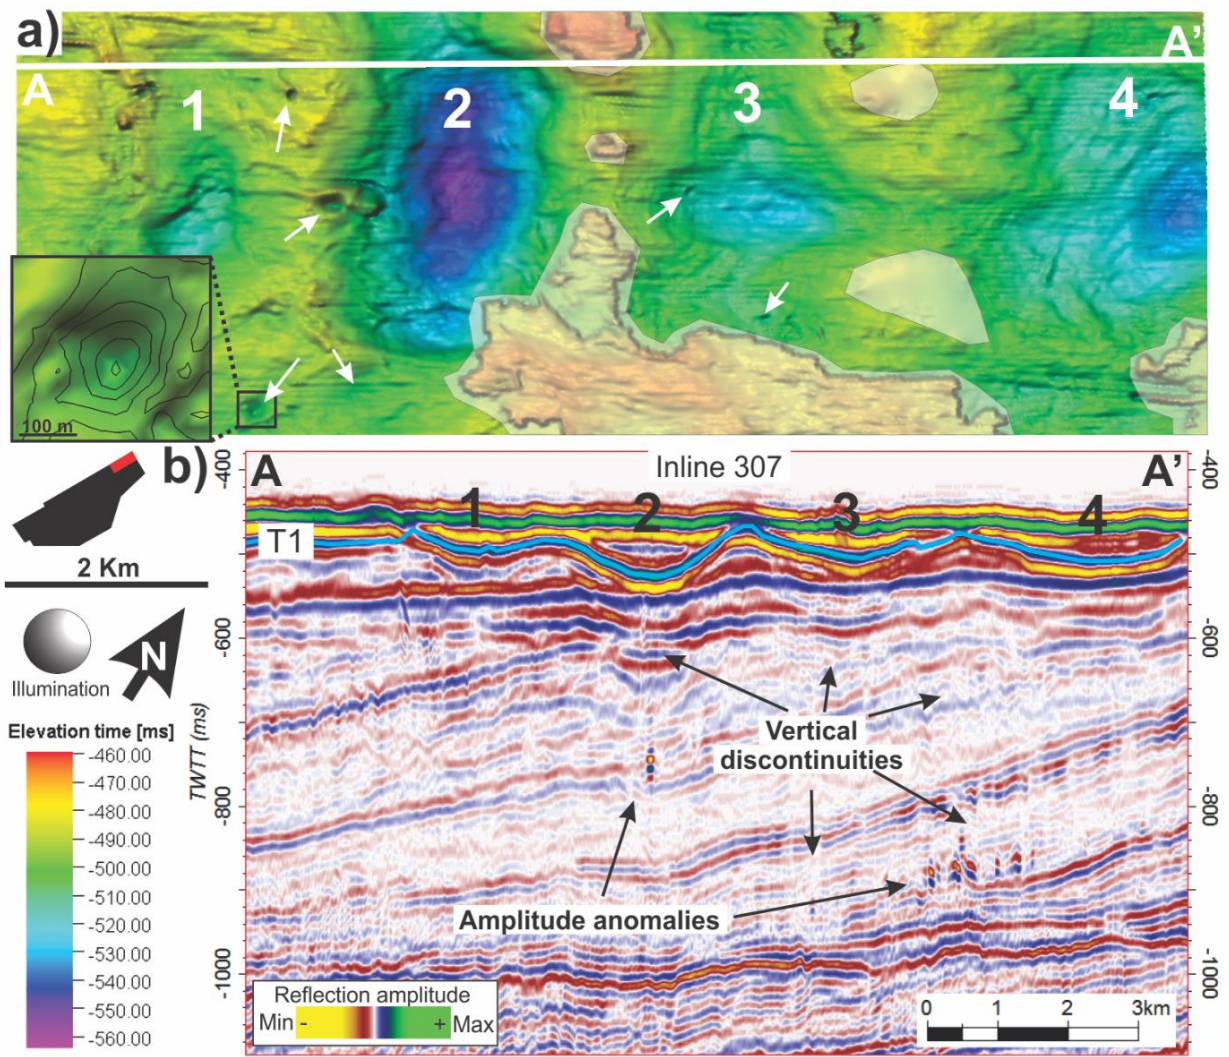 a)
A'
A
1
2
3
4
100 m
b)
A
Inline 307
A'
-400
-400
1
2
3
4
T1
2 Km
N
Illumination
-600
-600
Elevation time [ms]
-460.00
-470.00
-480.00
-490.00
-500.00
-510.00
-520.00
-530.00
-540.00
-550.00
-560.00
TWTT (ms)
Vertical
discontinuities
-800
-800
Amplitude anomalies
-1000
-1000
Reflection amplitude
Min - + Max
0 1 2 3km